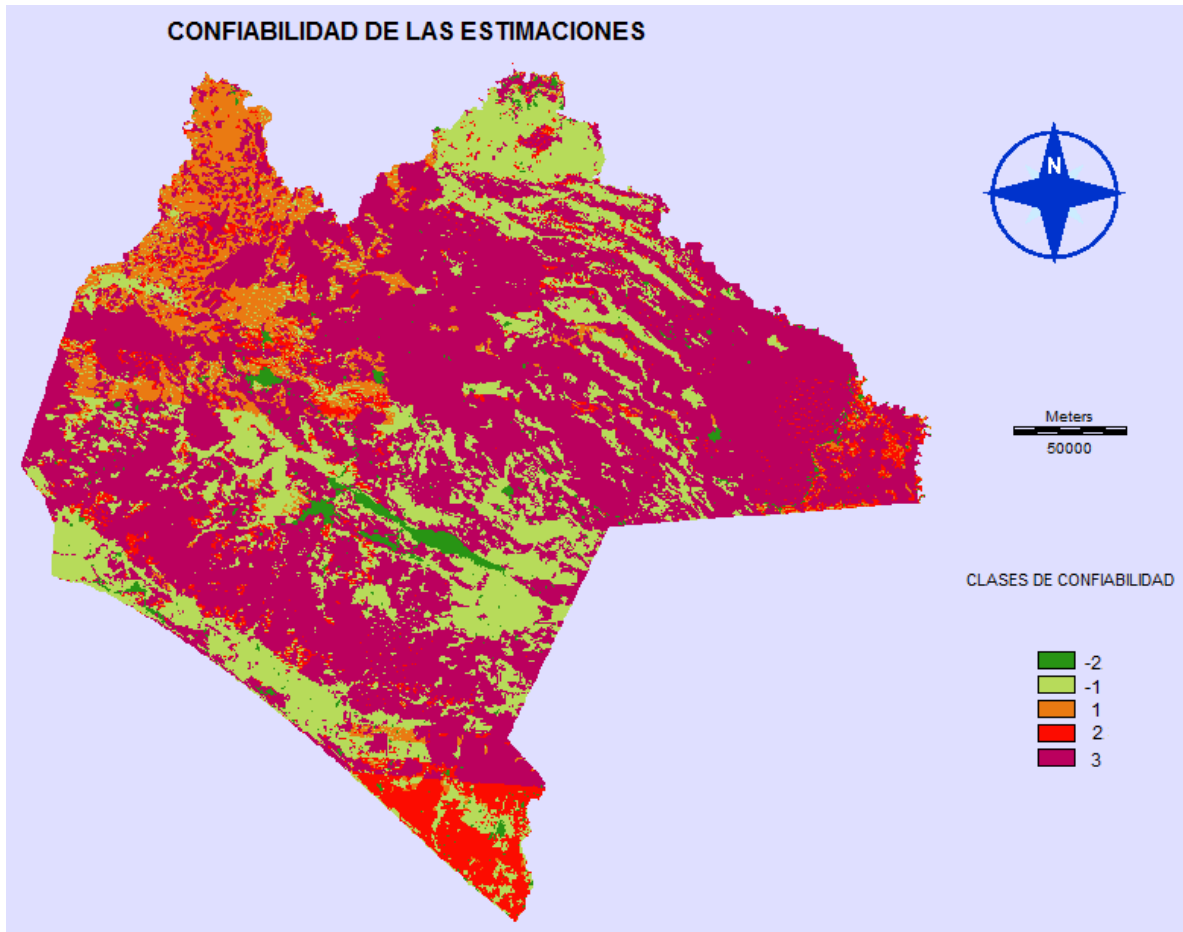 CONFIABILIDAD DE LAS ESTIMACIONES
N
Meters
50000
CLASES DE CONFIABILIDAD
-2
-1
1
2
3